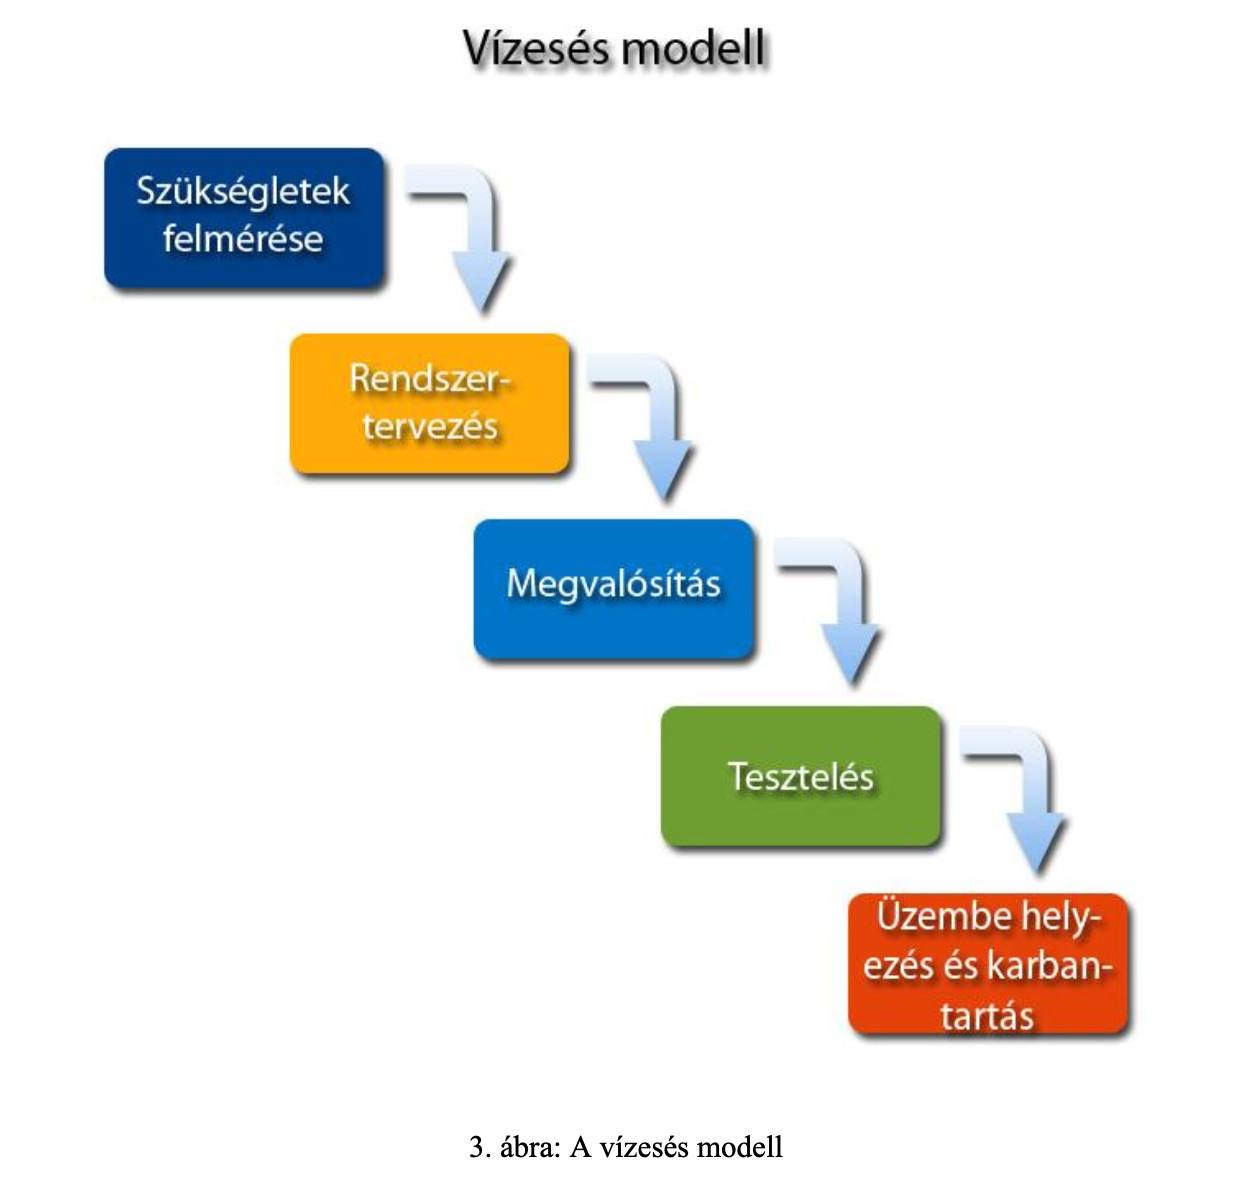 Vízesés modell
Szükségletek
felmérése
Rendszer-
tervezés
Megvalósítás
Tesztelés
Üzembe hely-
ezés és karban-
tartás
3. ábra: A vízesés modell